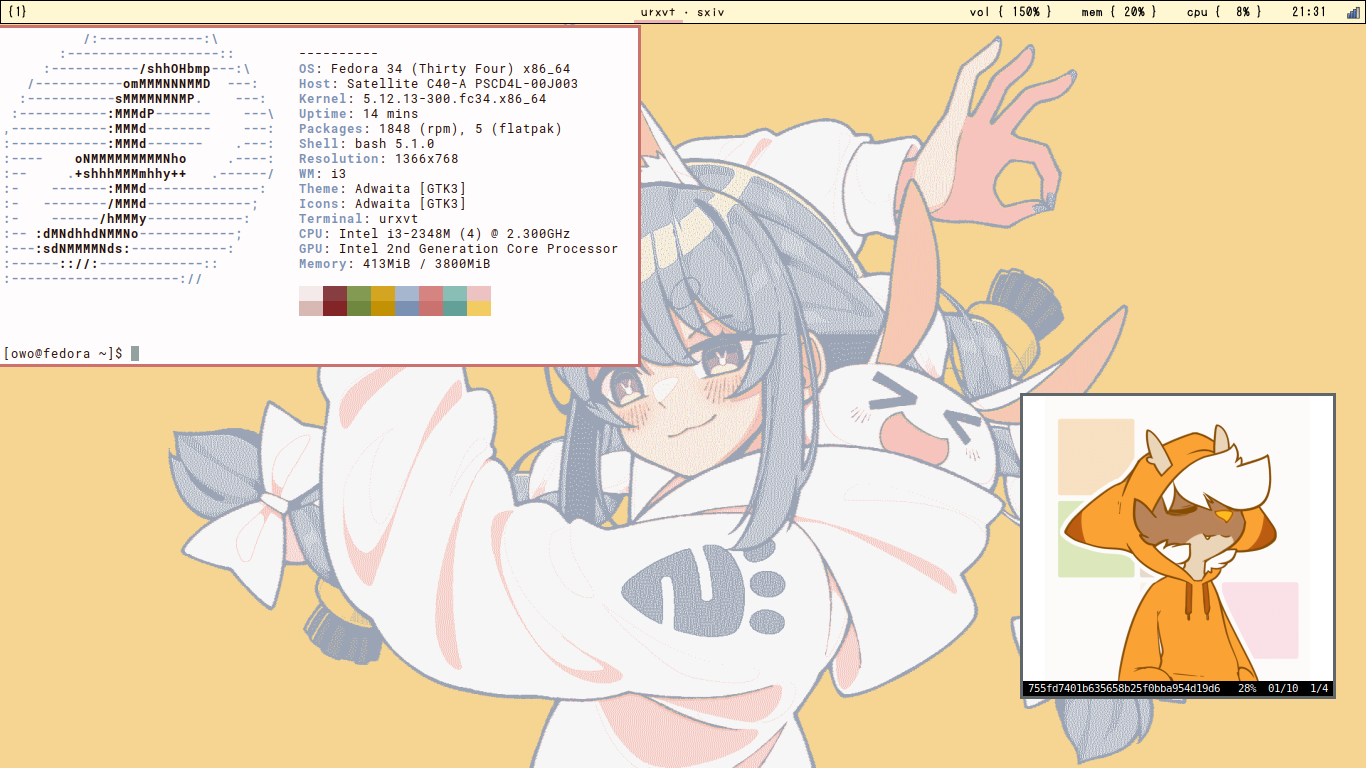 {1}
urxvt · sxiv
vol { 150% }    mem { 20% }    cpu {  8% }    21:31
          /:-------------:\
       :-------------------::        ----------
     :-----------/shhOHbmp---:\      OS: Fedora 34 (Thirty Four) x86_64
   /-----------omMMMNNNMMD  ---:     Host: Satellite C40-A PSCD4L-00J003
  :-----------sMMMMNMNMP.    ---:    Kernel: 5.12.13-300.fc34.x86_64
 :-----------:MMMdP-------    ---\   Uptime: 14 mins
,------------:MMMd--------    ---:   Packages: 1848 (rpm), 5 (flatpak)
:------------:MMMd-------    .---:   Shell: bash 5.1.0
:----    oNMMMMMMMMMNho     .----:   Resolution: 1366x768
:--     .+shhhMMMmhhy++   .------/   WM: i3
:-    -------:MMMd--------------:    Theme: Adwaita [GTK3]
:-   --------/MMMd-------------;     Icons: Adwaita [GTK3]
:-    ------/hMMMy------------:      Terminal: urxvt
:-- :dMNdhhdNMMNo------------;       CPU: Intel i3-2348M (4) @ 2.300GHz
:---:sdNMMMMNds:------------:        GPU: Intel 2nd Generation Core Processor
:------:://:-------------::          Memory: 413MiB / 3800MiB
:---------------------://
[owo@fedora ~]$
755fd7401b635658b25f0bba954d19d6   28%  01/10  1/4